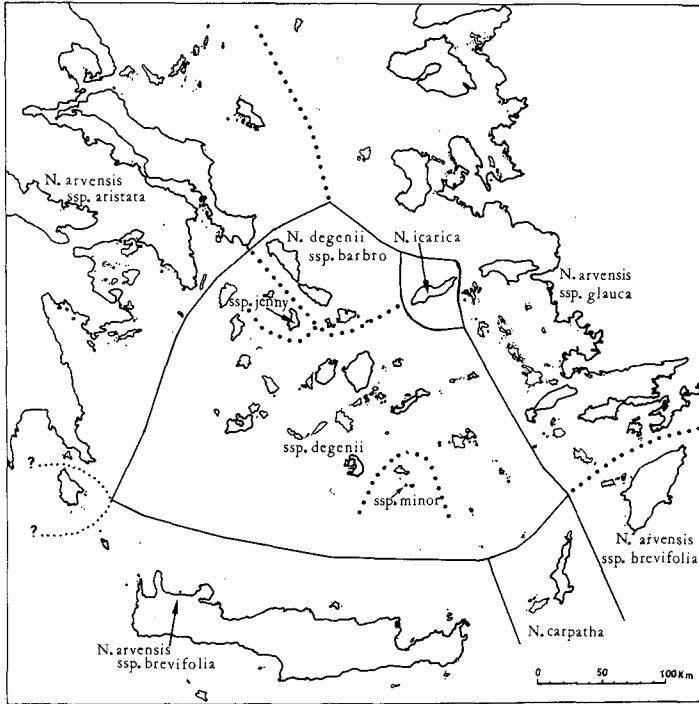 N. arvensis
ssp. aristata
N. degenii
ssp. barbro
N. icarica
N. arvensis
ssp. glauca
ssp. jenny
ssp. degenii
ssp. minor
?
?
N. arvensis
ssp. brevifolia
N. carpatha
N. arvensis
ssp. brevifolia
0 50 100 Km